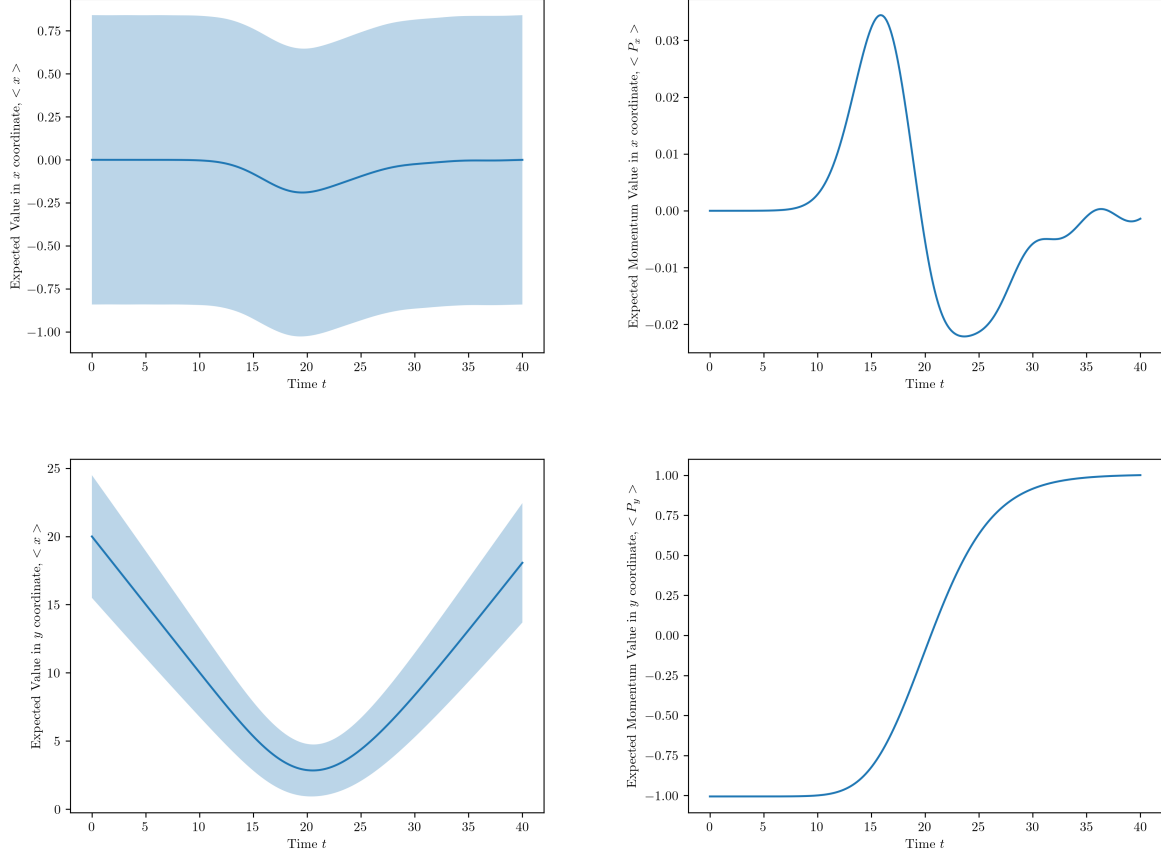 Expected Value in x coordinate, < x >
0.75
0.50
0.25
0.00
−0.25
−0.50
−0.75
−1.00
0 5 10 15 20 25 30 35 40
Time t
Expected Momentum Value in x coordinate, < Pₓ >
0.03
0.02
0.01
0.00
−0.01
−0.02
0 5 10 15 20 25 30 35 40
Time t
Expected Value in y coordinate, < x >
25
20
15
10
5
0
0 5 10 15 20 25 30 35 40
Time t
Expected Momentum Value in y coordinate, < P_y >
1.00
0.75
0.50
0.25
0.00
−0.25
−0.50
−0.75
−1.00
0 5 10 15 20 25 30 35 40
Time t